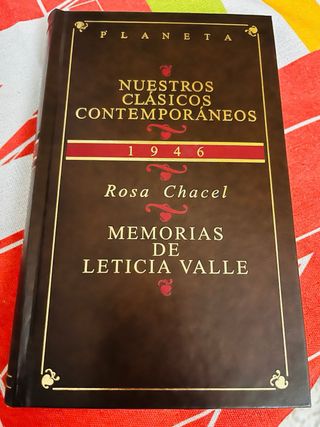 PLANETA
NUESTROS
CLÁSICOS
CONTEMPORÁNEOS
1946
Rosa Chacel
MEMORIAS
DE
LETICIA VALLE